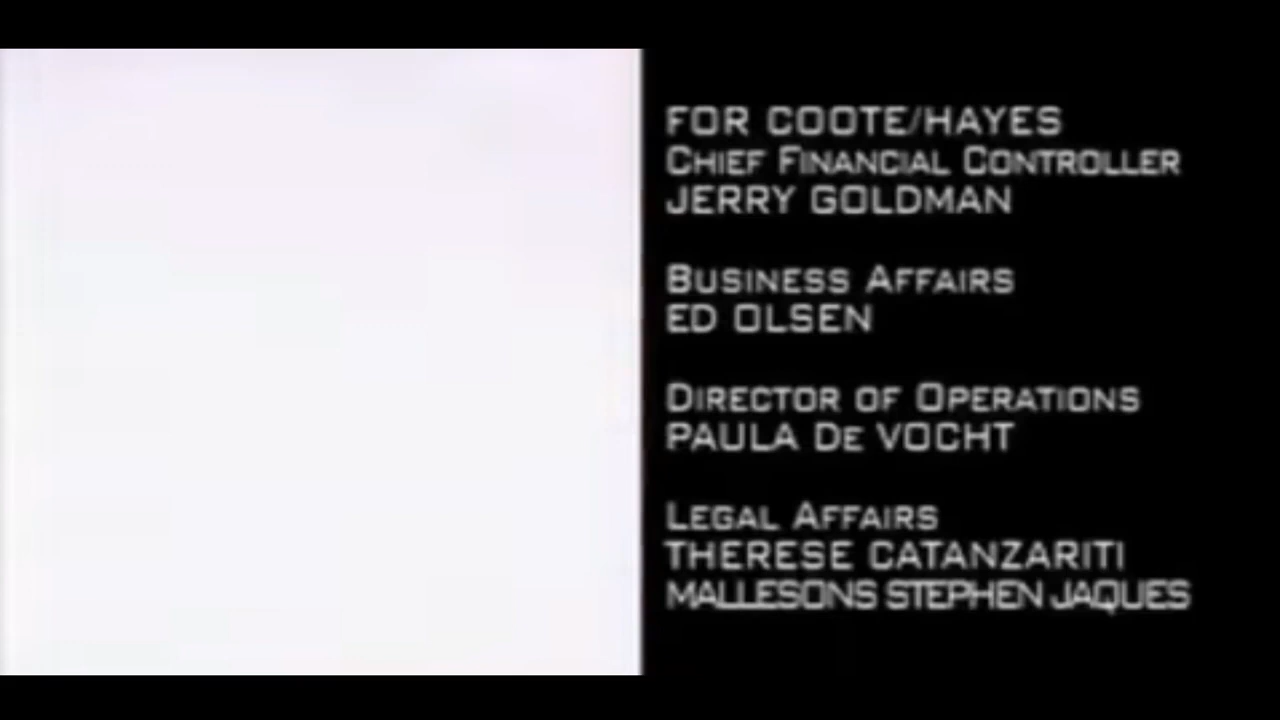 FOR COOTE/HAYES
Chief Financial Controller
JERRY GOLDMAN
Business Affairs
ED OLSEN
Director of Operations
PAULA De VOCHT
Legal Affairs
THERESE CATANZARITI
MALLESONS STEPHEN JAQUES